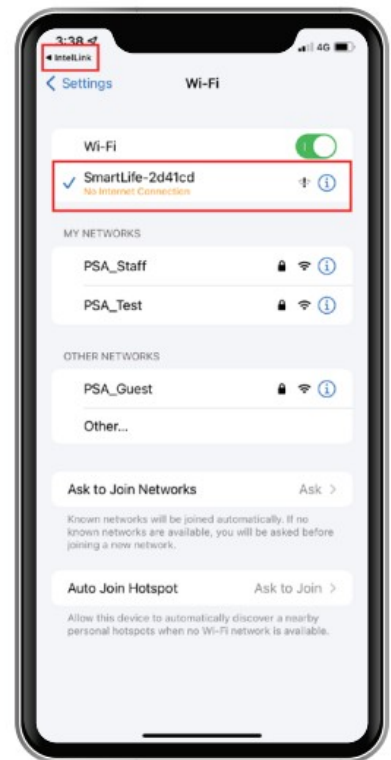 3:38
4G
◀ IntelLink
Settings
Wi-Fi
Wi-Fi
SmartLife-2d41cd
No Internet Connection
MY NETWORKS
PSA_Staff
PSA_Test
OTHER NETWORKS
PSA_Guest
Other...
Ask to Join Networks
Ask
Known networks will be joined automatically. If no
known networks are available, you will be asked before
joining a new network.
Auto Join Hotspot
Ask to Join
Allow this device to automatically discover a nearby
personal hotspots when no Wi-Fi network is available.